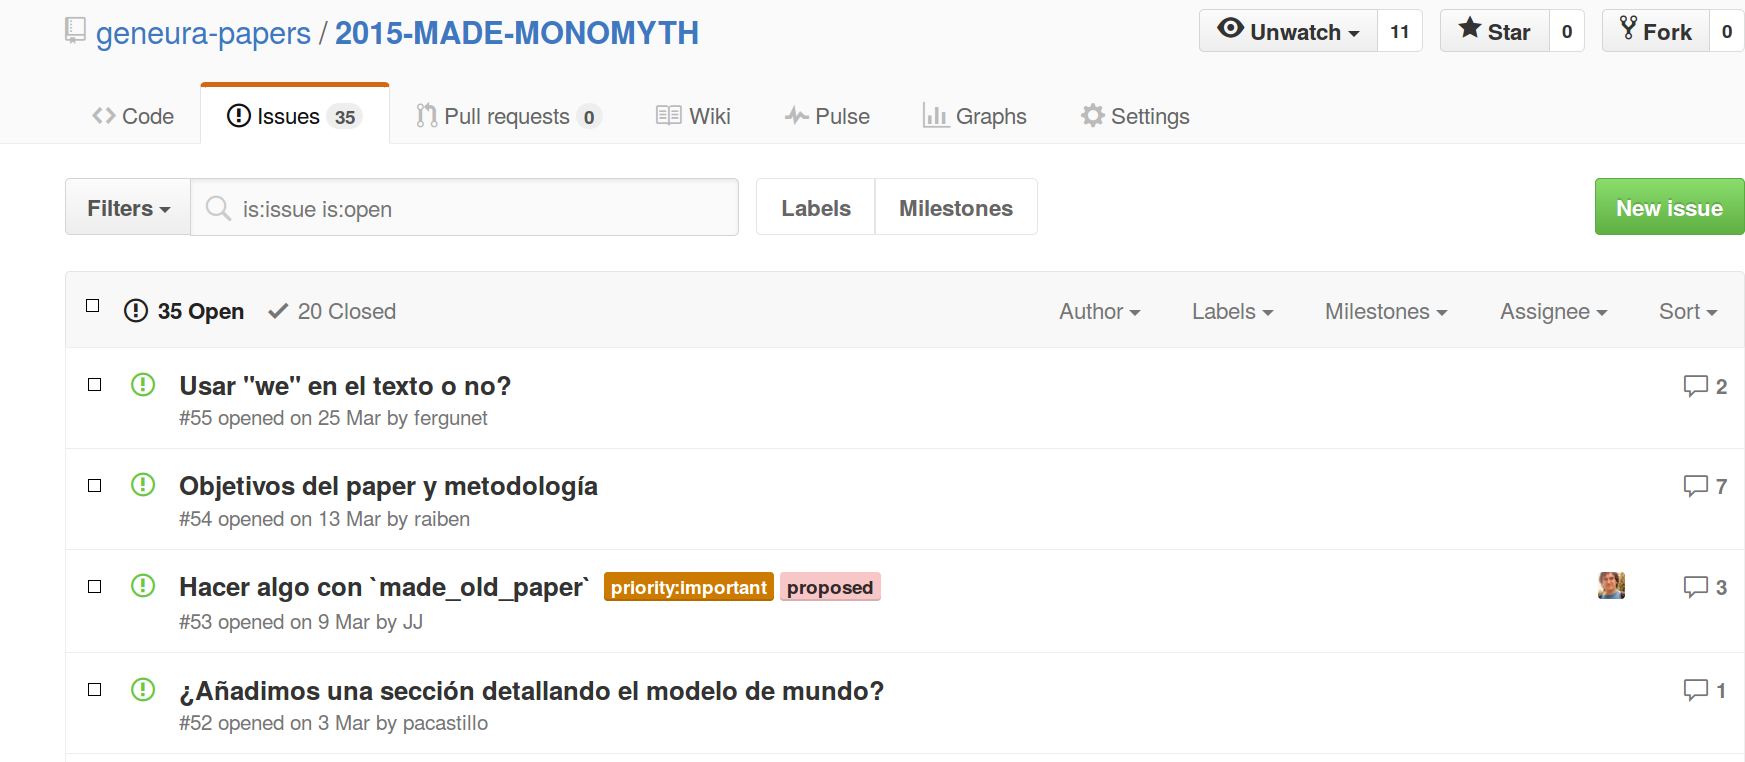 geneura-papers / 2015-MADE-MONOMYTH
Unwatch 11 Star 0 Fork 0
Code Issues 35 Pull requests 0 Wiki Pulse Graphs Settings
Filters is:issue is:open Labels Milestones New issue
35 Open 20 Closed Author Labels Milestones Assignee Sort
Usar "we" en el texto o no? 2
#55 opened on 25 Mar by fergunet
Objetivos del paper y metodología 7
#54 opened on 13 Mar by raiben
Hacer algo con `made_old_paper` priority:important proposed 3
#53 opened on 9 Mar by JJ
¿Añadimos una sección detallando el modelo de mundo? 1
#52 opened on 3 Mar by pacastillo